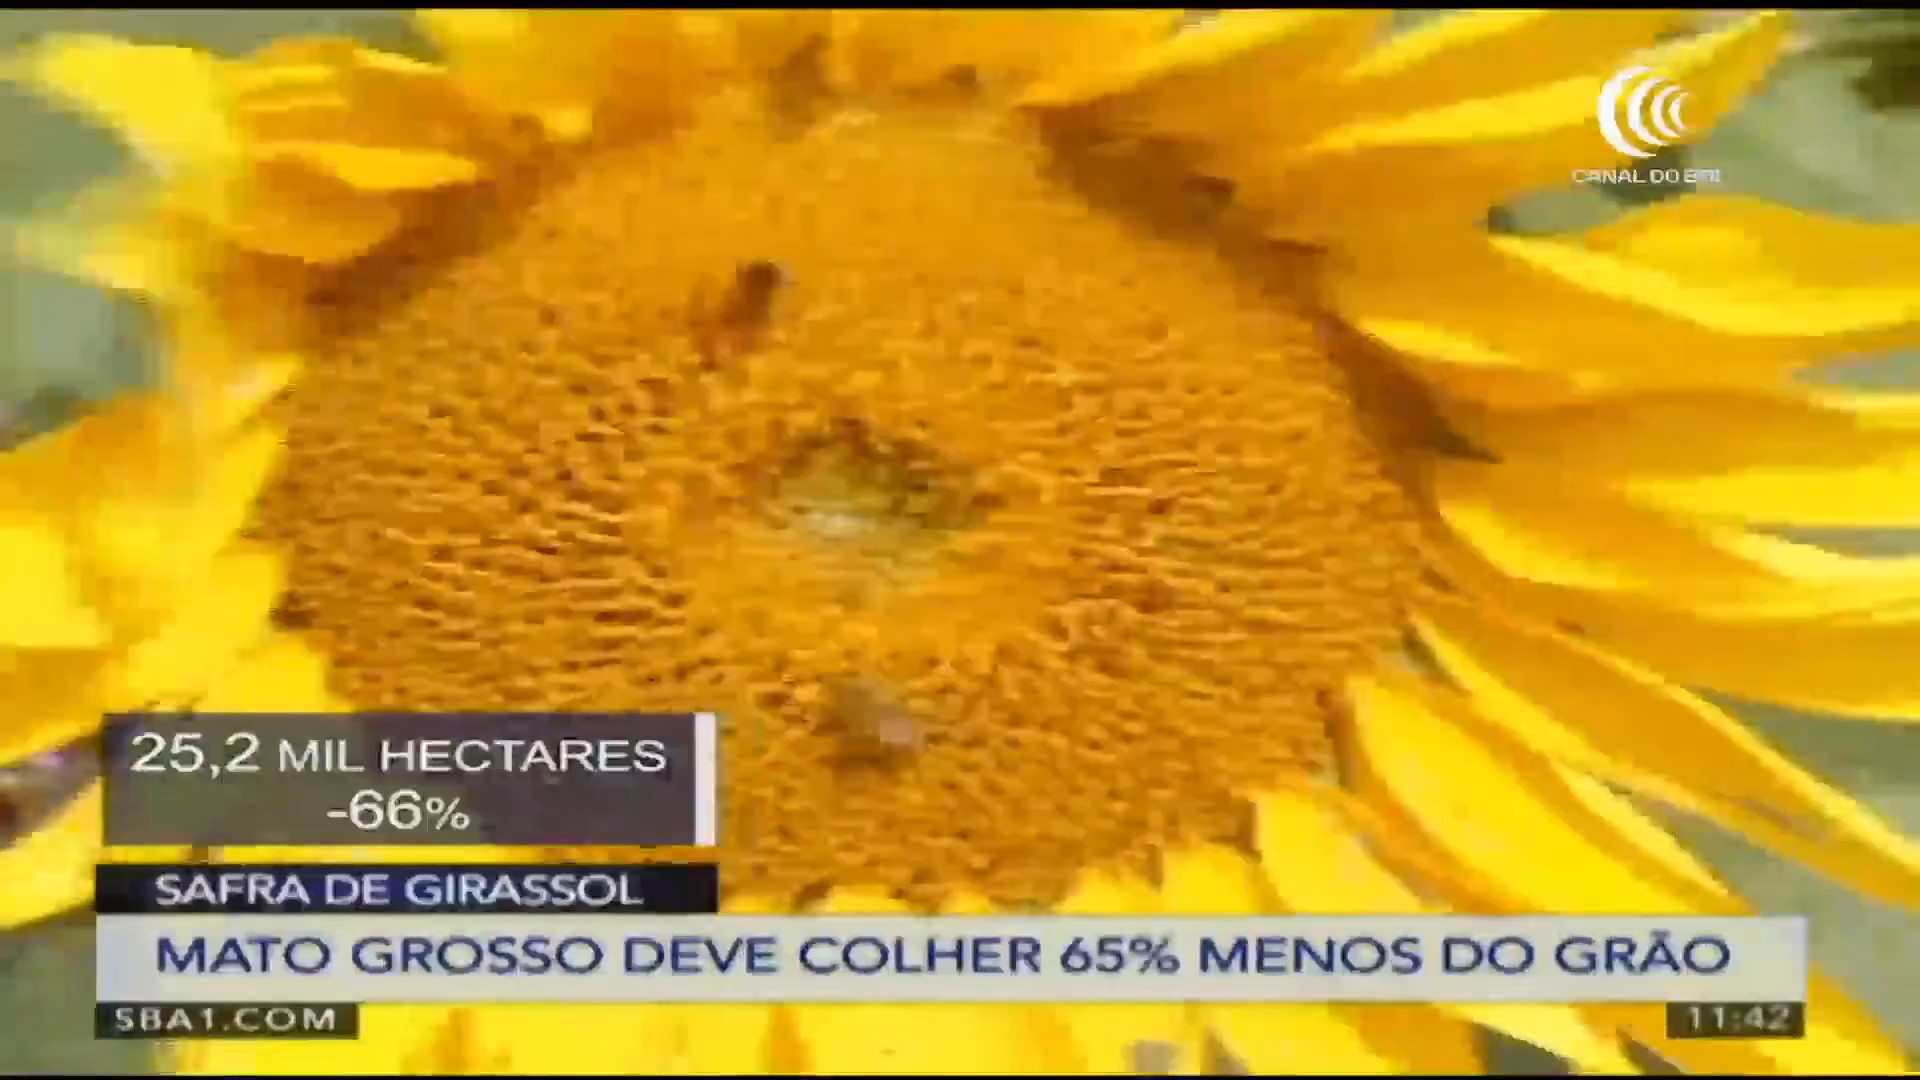 CANAL DO BOI
25,2 MIL HECTARES
-66%
SAFRA DE GIRASSOL
MATO GROSSO DEVE COLHER 65% MENOS DO GRÃO
SBA1.COM
11:42